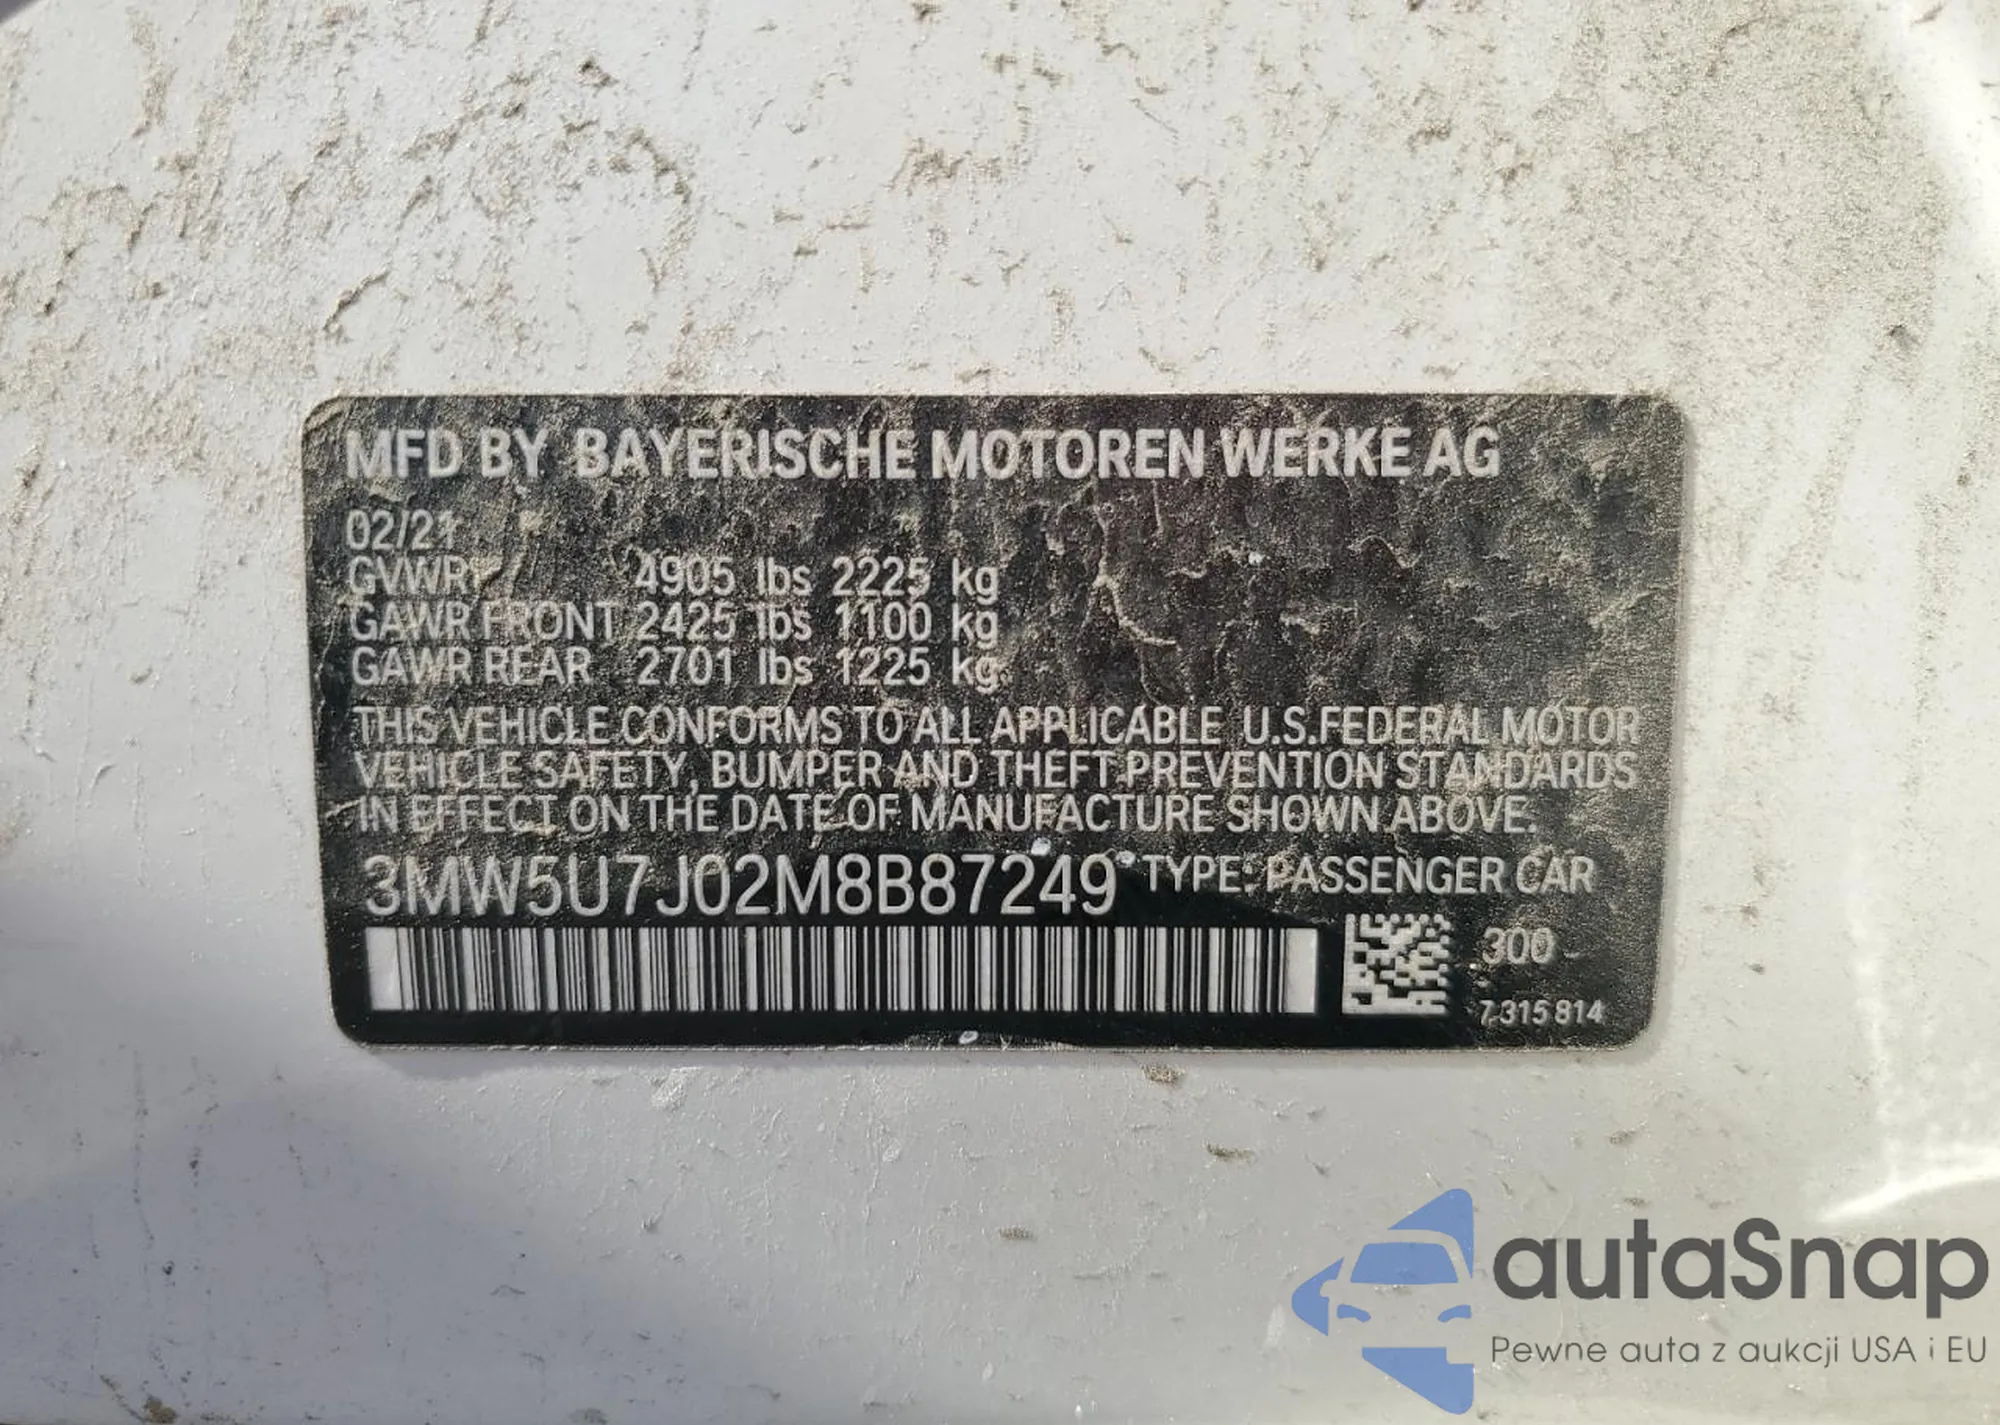 MFD BY BAYERISCHE MOTOREN WERKE AG
02/21
GVWR 4905 lbs 2225 kg
GAWR FRONT 2425 lbs 1100 kg
GAWR REAR 2701 lbs 1225 kg
THIS VEHICLE CONFORMS TO ALL APPLICABLE U.S.FEDERAL MOTOR
VEHICLE SAFETY, BUMPER AND THEFT PREVENTION STANDARDS
IN EFFECT ON THE DATE OF MANUFACTURE SHOWN ABOVE.
3MW5U7J02M8B87249 TYPE: PASSENGER CAR
300
7 315 814
autaSnap
Pewne auta z aukcji USA i EU